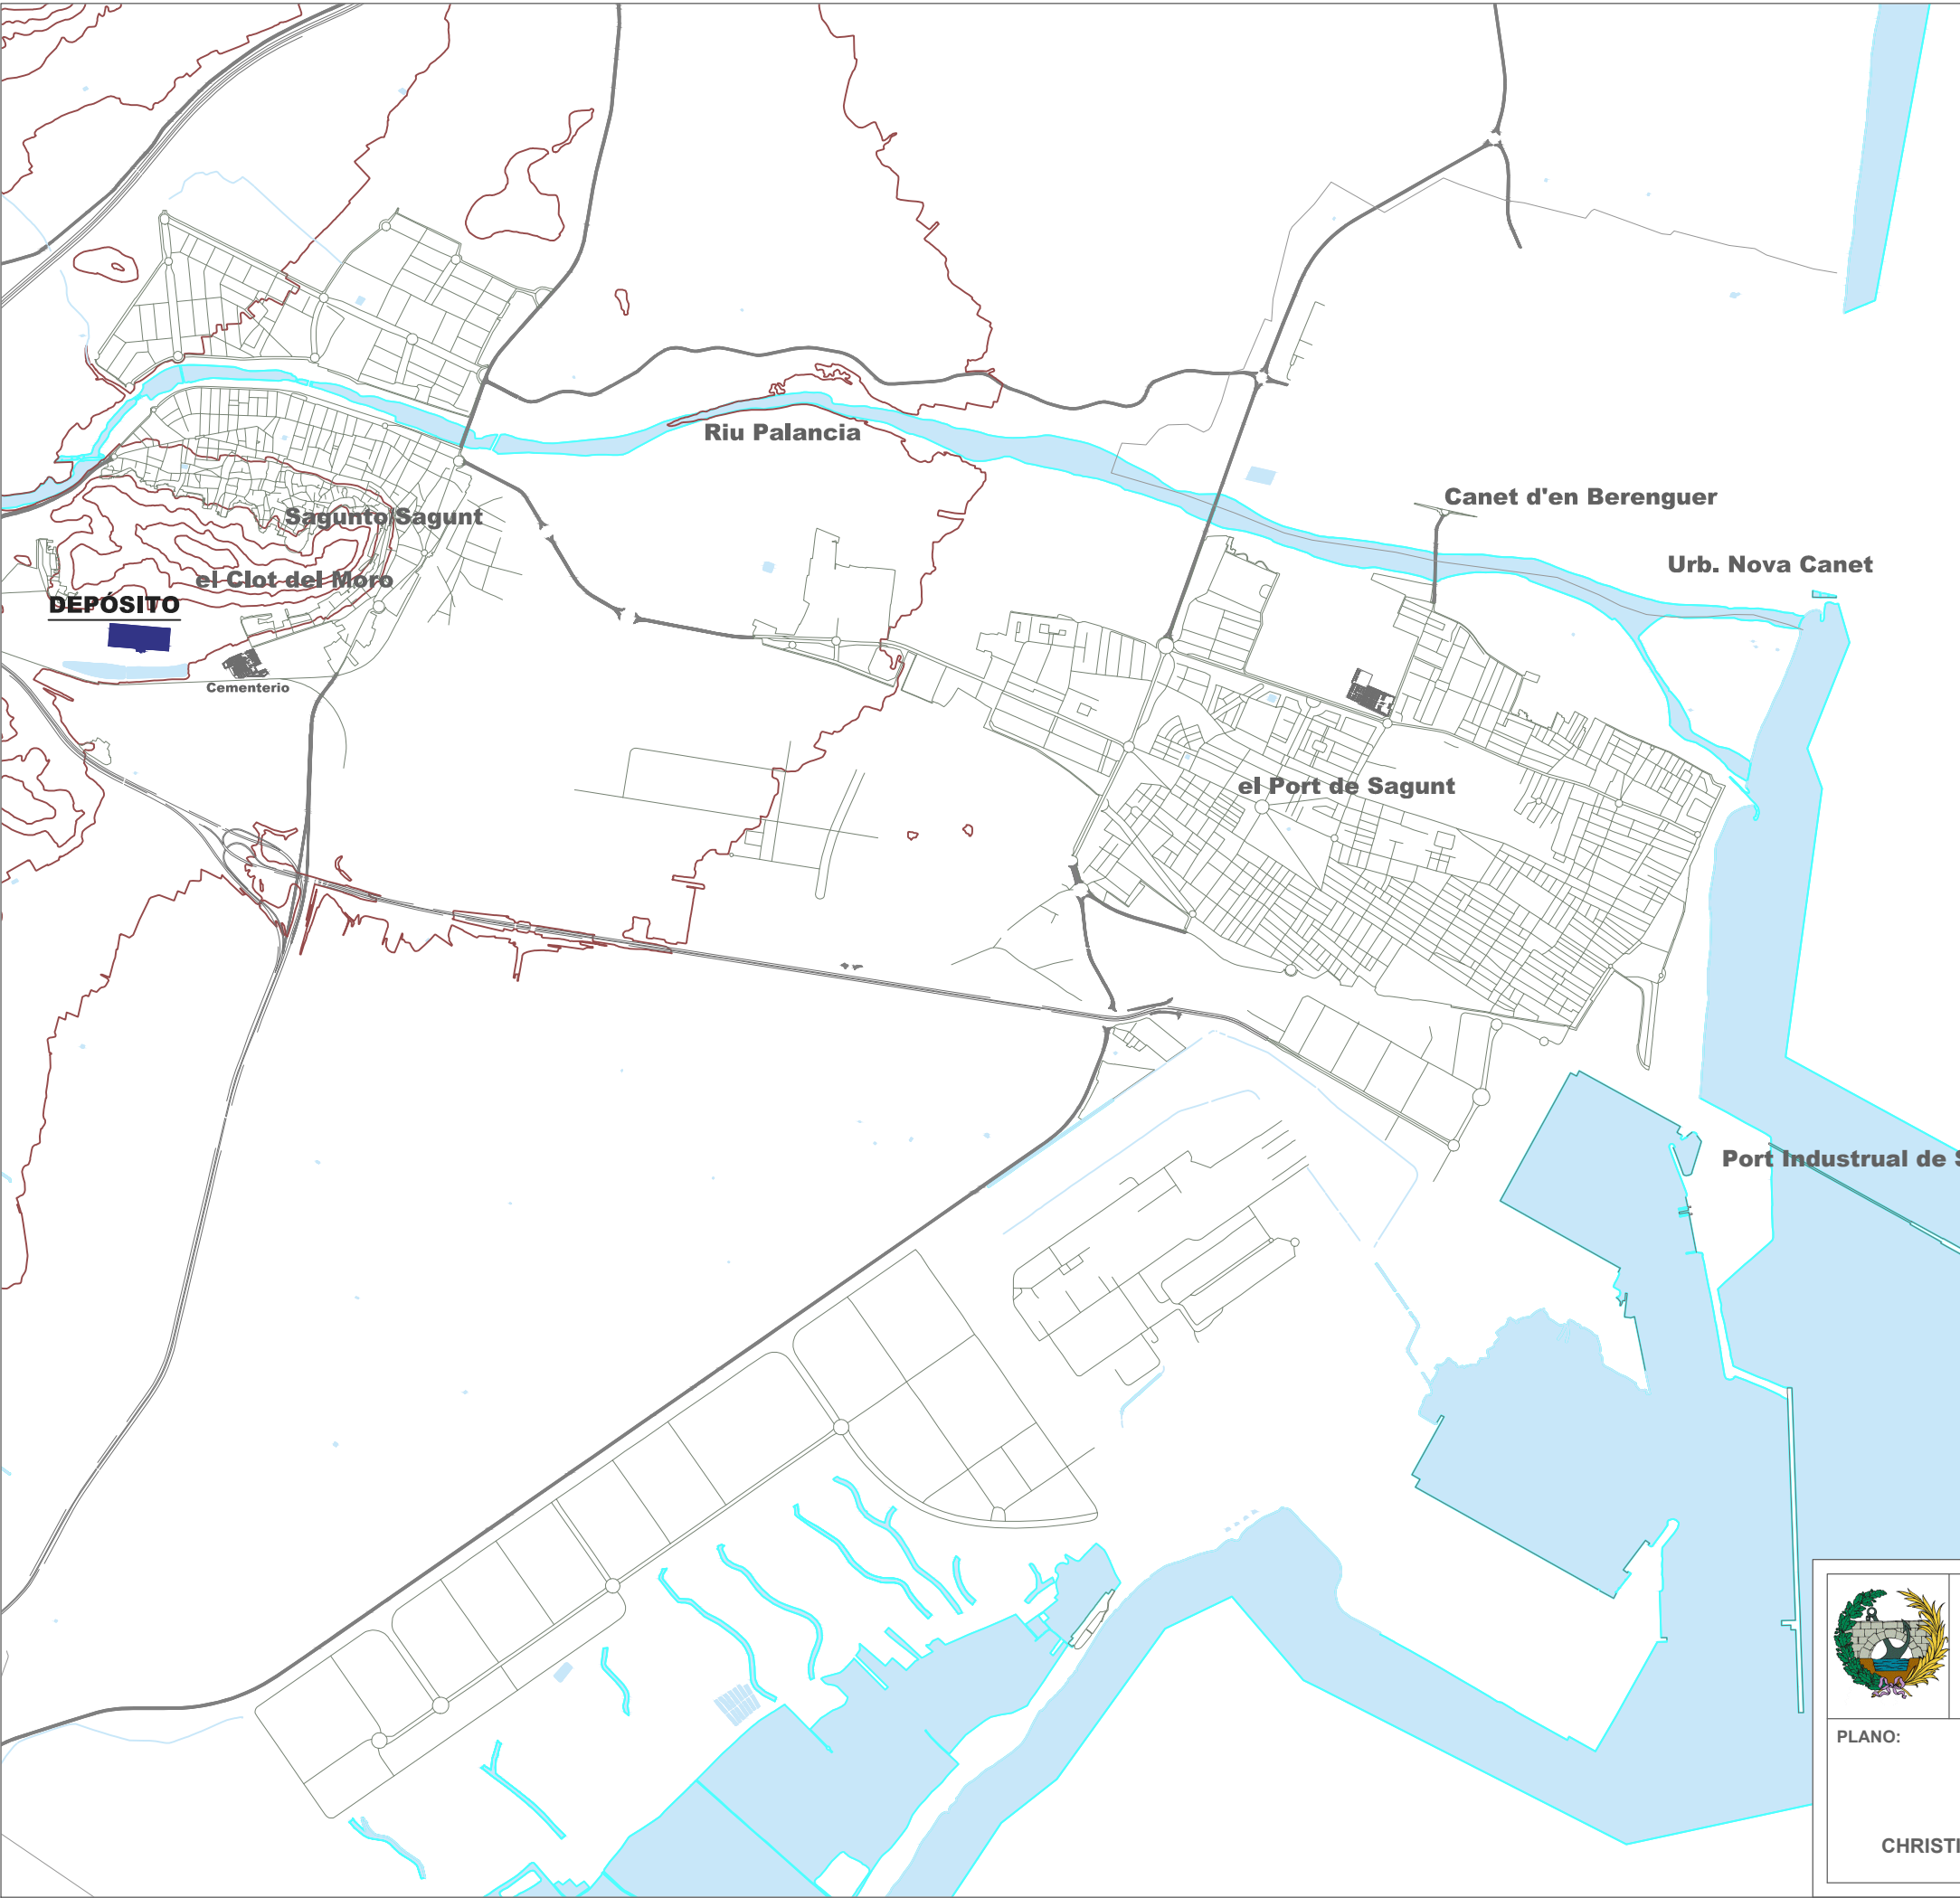 Riu Palancia
Canet d'en Berenguer
Sagunto/Sagunt
Urb. Nova Canet
el Clot del Moro
DEPÓSITO
Cementerio
el Port de Sagunt
Port Industrual de
PLANO: